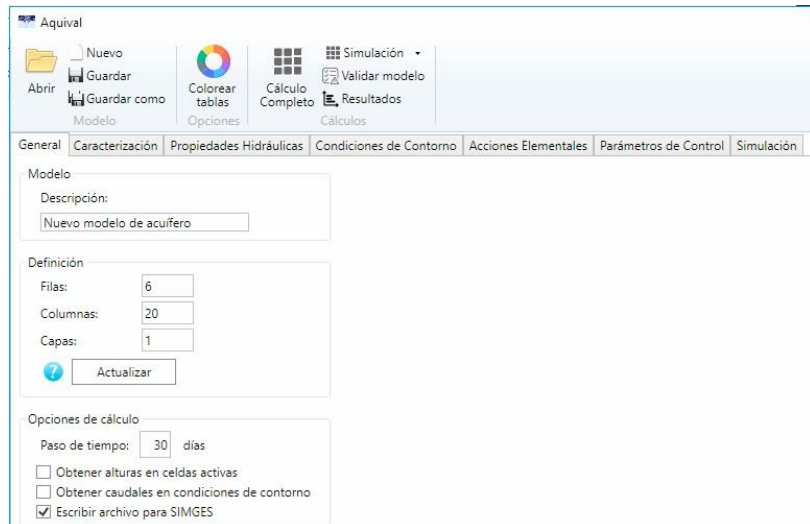 Aquival
Abrir
Nuevo
Guardar
Guardar como
Modelo
Colorear
tablas
Opciones
Cálculo
Completo
Simulación
Validar modelo
Resultados
Cálculos
General Caracterización Propiedades Hidráulicas Condiciones de Contorno Acciones Elementales Parámetros de Control Simulación
Modelo
Descripción:
Nuevo modelo de acuífero
Definición
Filas: 6
Columnas: 20
Capas: 1
? Actualizar
Opciones de cálculo
Paso de tiempo: 30 días
Obtener alturas en celdas activas
Obtener caudales en condiciones de contorno
Escribir archivo para SIMGES